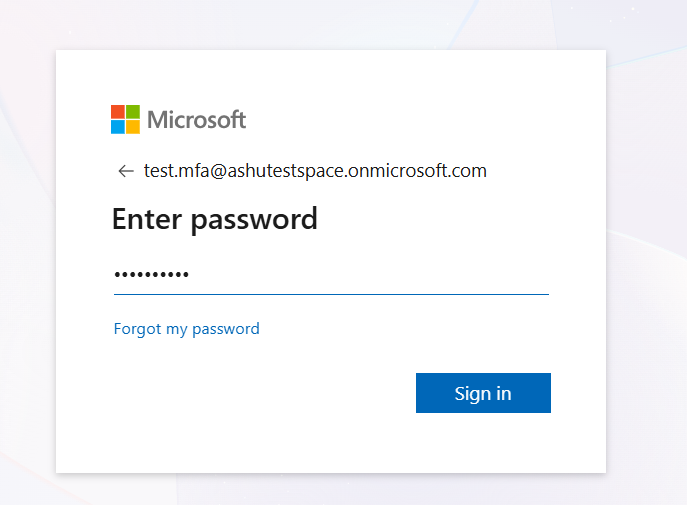 Microsoft
← test.mfa@ashutestspace.onmicrosoft.com
Enter password
••••••••••
Forgot my password
Sign in